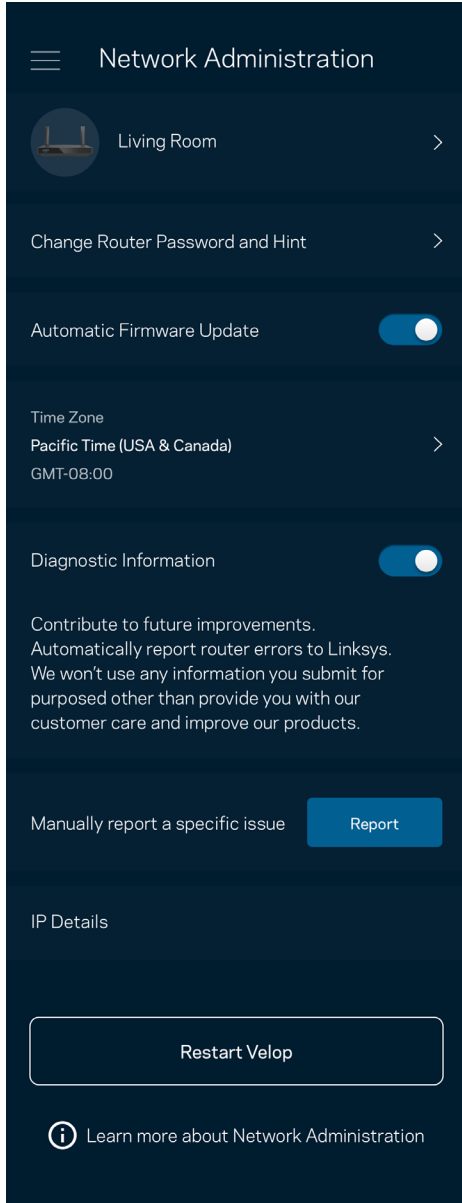 Network Administration
Living Room
Change Router Password and Hint
Automatic Firmware Update
Time Zone
Pacific Time (USA & Canada)
GMT-08:00
Diagnostic Information
Contribute to future improvements.
Automatically report router errors to Linksys.
We won't use any information you submit for
purposed other than provide you with our
customer care and improve our products.
Manually report a specific issue
Report
IP Details
Restart Velop
Learn more about Network Administration